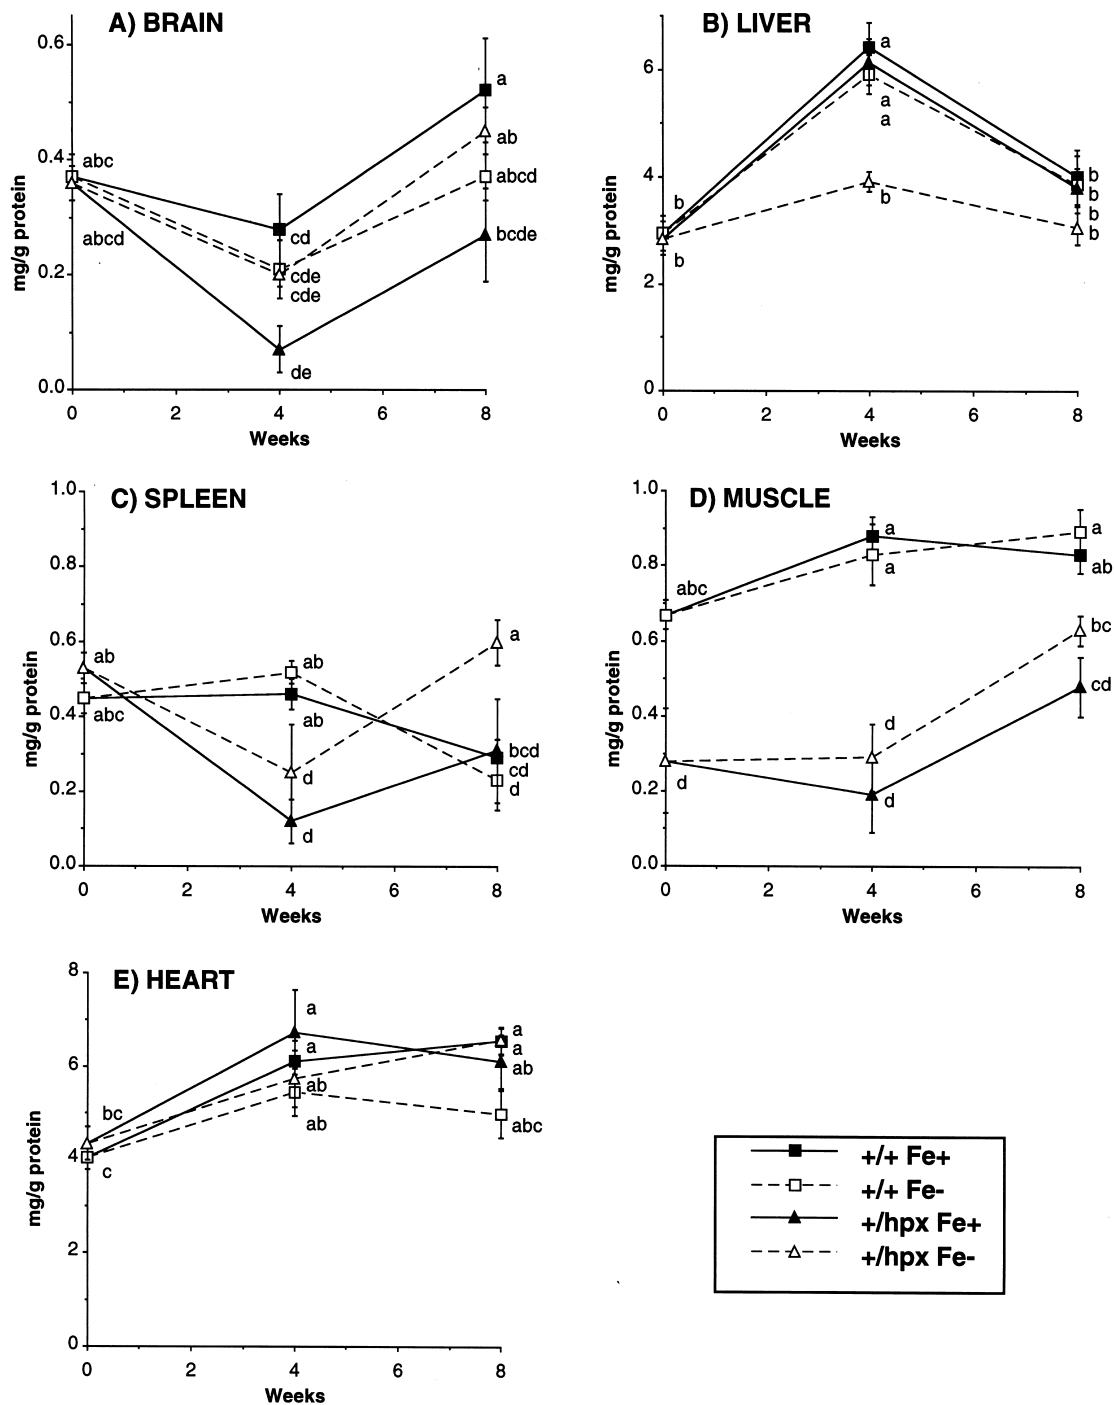 A) BRAIN
mg/g protein
0.6
0.4
0.2
0.0
abc
abcd
cd
cde
cde
de
a
ab
abcd
bcde
0 2 4 6 8
Weeks
B) LIVER
mg/g protein
6
4
2
0
b
b
a
a
a
b
b
b
b
b
0 2 4 6 8
Weeks
C) SPLEEN
mg/g protein
1.0
0.8
0.6
0.4
0.2
0.0
ab
abc
ab
ab
d
d
a
bcd
cd
d
0 2 4 6 8
Weeks
D) MUSCLE
mg/g protein
1.0
0.8
0.6
0.4
0.2
0.0
abc
d
a
a
d
d
a
ab
bc
cd
0 2 4 6 8
Weeks
E) HEART
mg/g protein
8
6
4
2
0
bc
c
a
a
ab
ab
a
a
ab
abc
0 2 4 6 8
Weeks
+/+ Fe+
+/+ Fe-
+/hpx Fe+
+/hpx Fe-